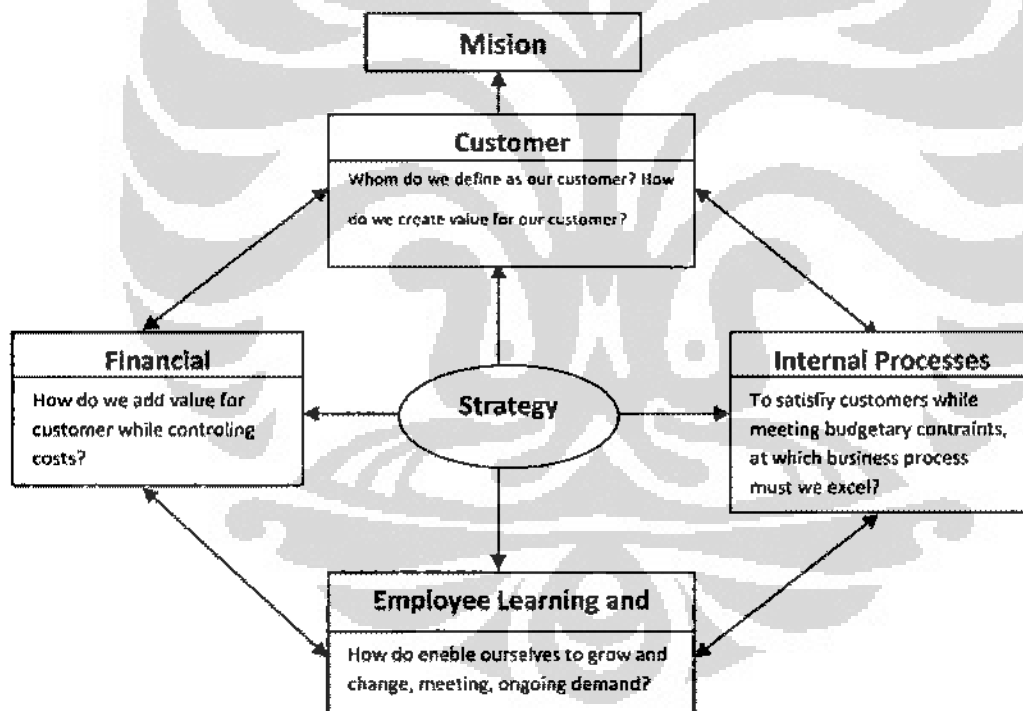 Mision
Customer
Whom do we define as our customer? How
do we create value for our customer?
Financial
How do we add value for
customer while controling
costs?
Strategy
Internal Processes
To satisfiy customers while
meeting budgetary contraints,
at which business process
must we excel?
Employee Learning and
How do eneble ourselves to grow and
change, meeting, ongoing demand?